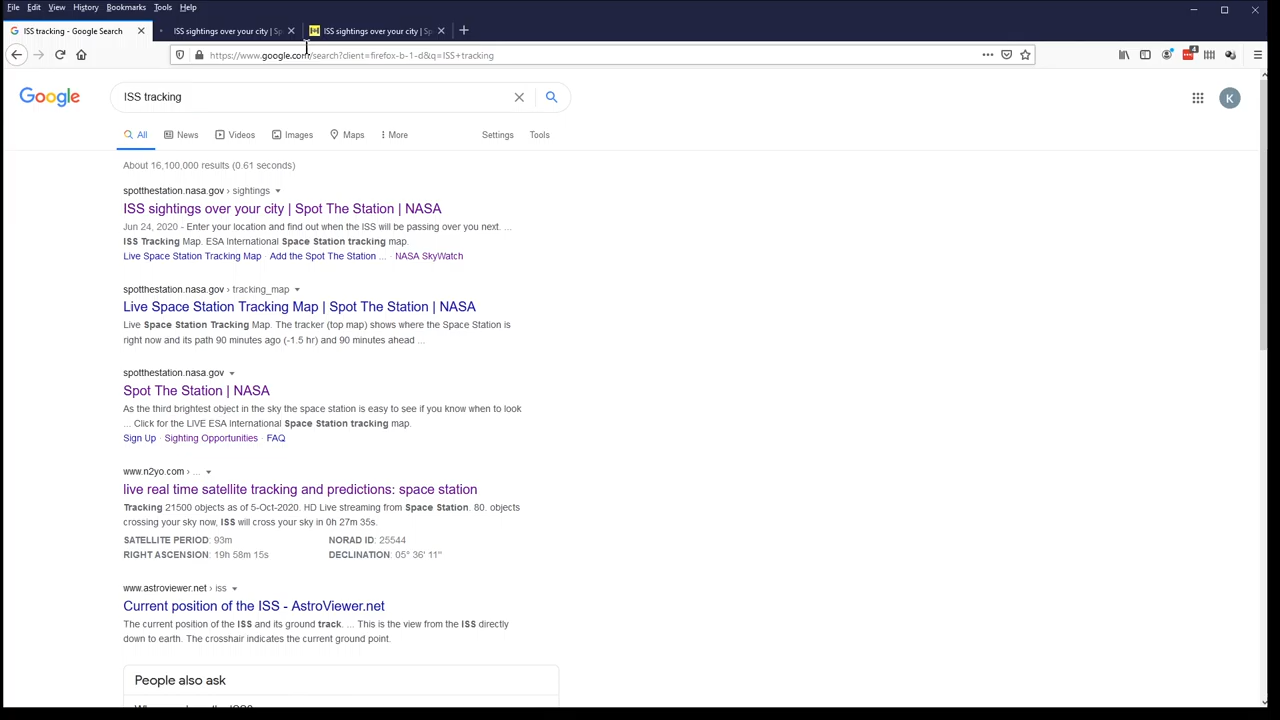 File Edit View History Bookmarks Tools Help
ISS tracking - Google Search ISS sightings over your city | Sp ISS sightings over your city | Sp
https://www.google.com/search?client=firefox-b-1-d&q=ISS+tracking
4
Google ISS tracking K
All News Videos Images Maps More Settings Tools
About 16,100,000 results (0.61 seconds)
spotthestation.nasa.gov › sightings
ISS sightings over your city | Spot The Station | NASA
Jun 24, 2020 - Enter your location and find out when the ISS will be passing over you next. ...
ISS Tracking Map. ESA International Space Station tracking map.
Live Space Station Tracking Map · Add the Spot The Station ... · NASA SkyWatch
spotthestation.nasa.gov › tracking_map
Live Space Station Tracking Map | Spot The Station | NASA
Live Space Station Tracking Map. The tracker (top map) shows where the Space Station is
right now and its path 90 minutes ago (-1.5 hr) and 90 minutes ahead ...
spotthestation.nasa.gov
Spot The Station | NASA
As the third brightest object in the sky the space station is easy to see if you know when to look
... Click for the LIVE ESA International Space Station tracking map.
Sign Up · Sighting Opportunities · FAQ
www.n2yo.com › ...
live real time satellite tracking and predictions: space station
Tracking 21500 objects as of 5-Oct-2020. HD Live streaming from Space Station. 80. objects
crossing your sky now, ISS will cross your sky in 0h 27m 35s.
SATELLITE PERIOD: 93m NORAD ID: 25544
RIGHT ASCENSION: 19h 58m 15s DECLINATION: 05° 36' 11"
www.astroviewer.net › iss
Current position of the ISS - AstroViewer.net
The current position of the ISS and its ground track. ... This is the view from the ISS directly
down to earth. The crosshair indicates the current ground point.
People also ask